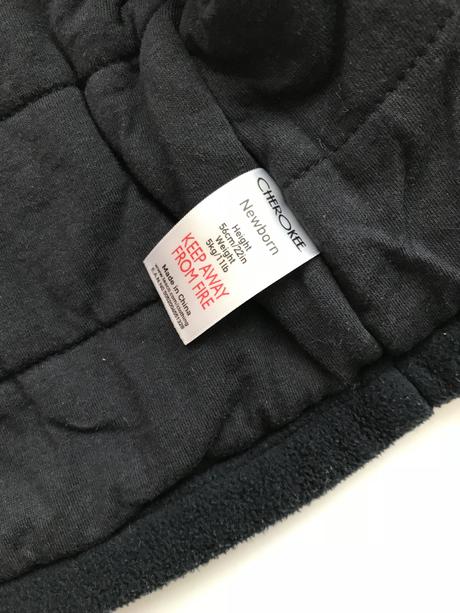 CHEROKEE
Newborn
Height
56cm/22in
Weight
5kg/11lb
KEEP AWAY
FROM FIRE
Made in China